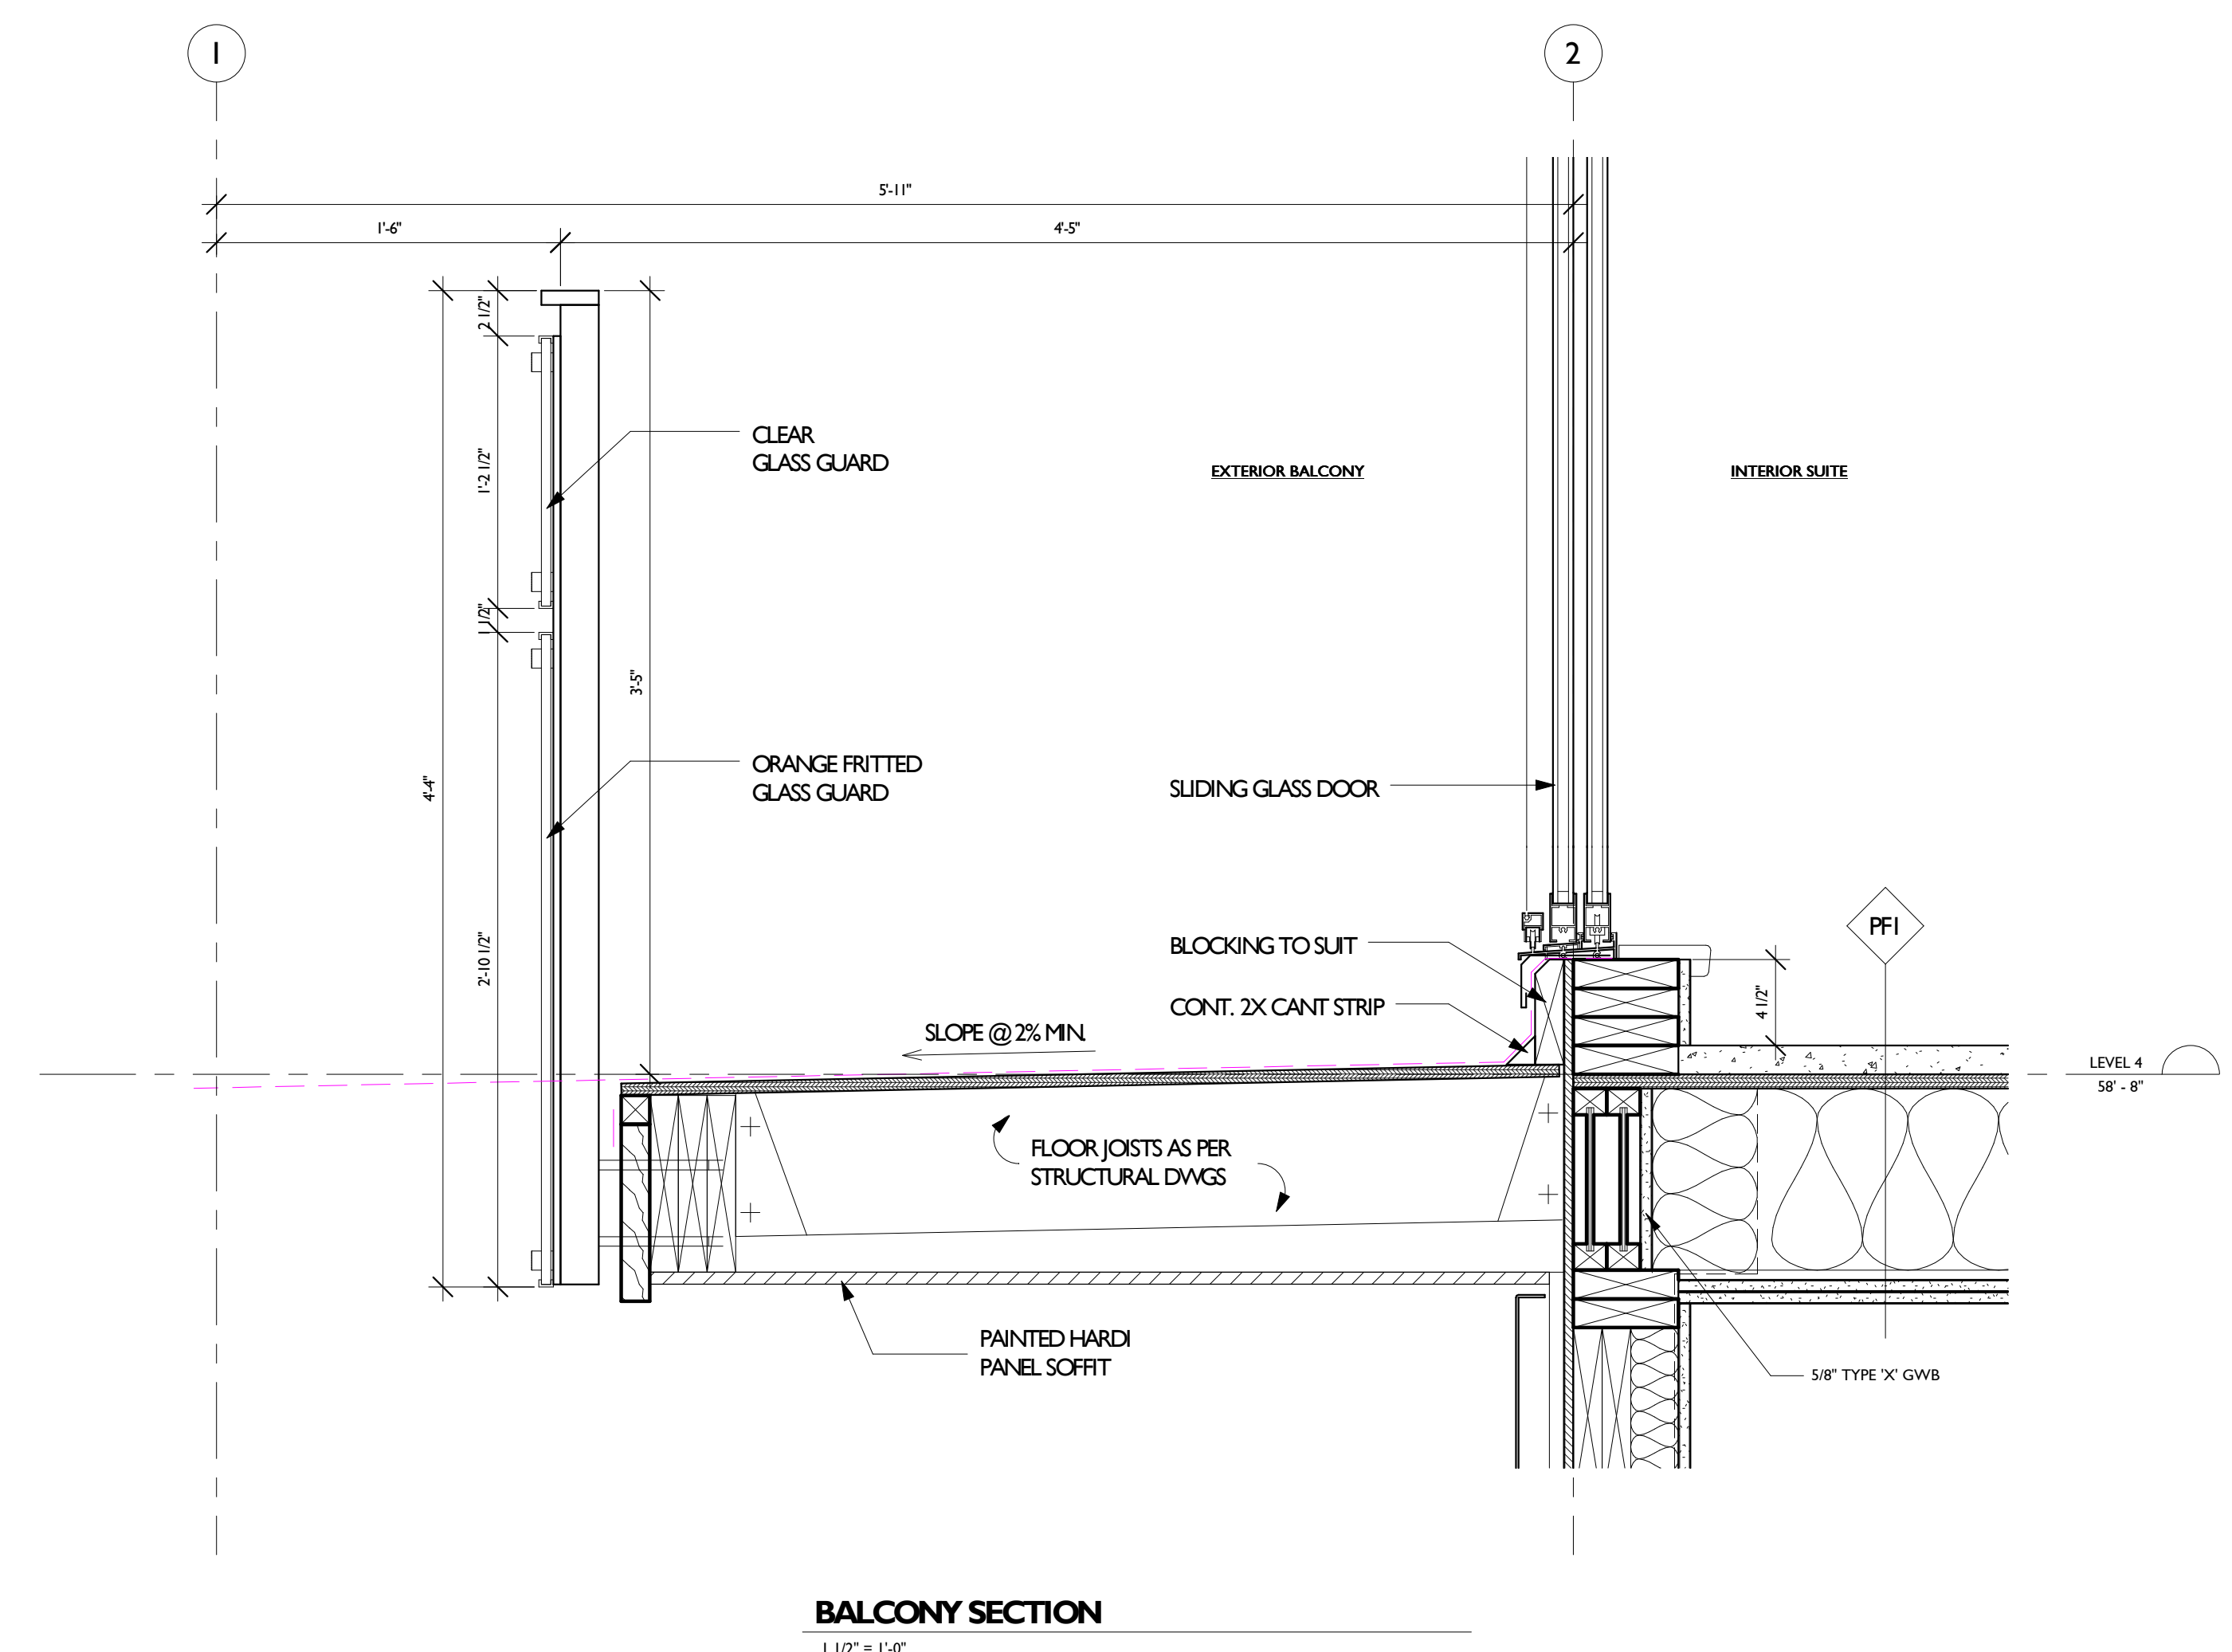 1
2
5'-11"
1'-6"
4'-5"
2 1/2"
1'-2 1/2"
1 1/2"
3'-5"
4'-4"
2'-10 1/2"
CLEAR
GLASS GUARD
EXTERIOR BALCONY
INTERIOR SUITE
ORANGE FRITTED
GLASS GUARD
SLIDING GLASS DOOR
BLOCKING TO SUIT
CONT. 2X CANT STRIP
SLOPE @ 2% MIN.
PF1
4 1/2"
LEVEL 4
58' - 8"
FLOOR JOISTS AS PER
STRUCTURAL DWGS
PAINTED HARDI
PANEL SOFFIT
5/8" TYPE 'X' GWB
BALCONY SECTION
1 1/2" = 1'-0"